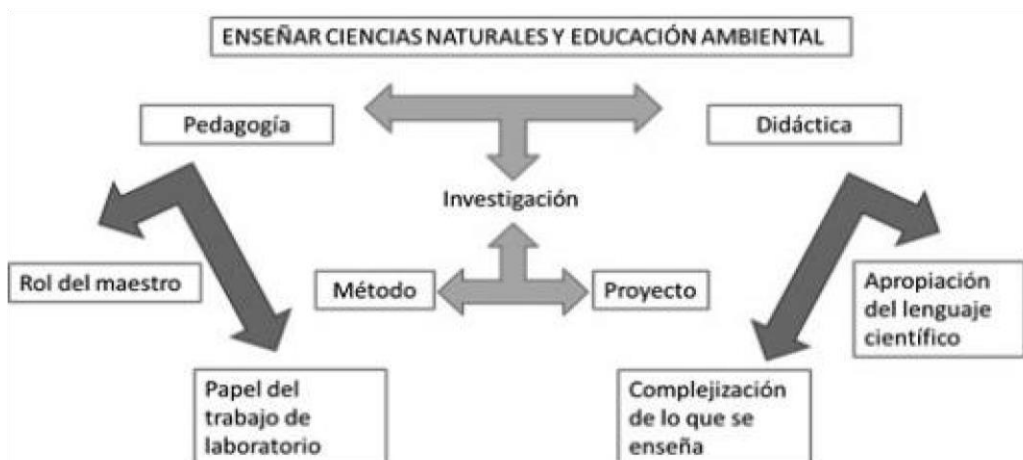 ENSEÑAR CIENCIAS NATURALES Y EDUCACIÓN AMBIENTAL
Pedagogía
Didáctica
Investigación
Rol del maestro
Método
Proyecto
Apropiación
del lenguaje
científico
Papel del
trabajo de
laboratorio
Complejización
de lo que se
enseña